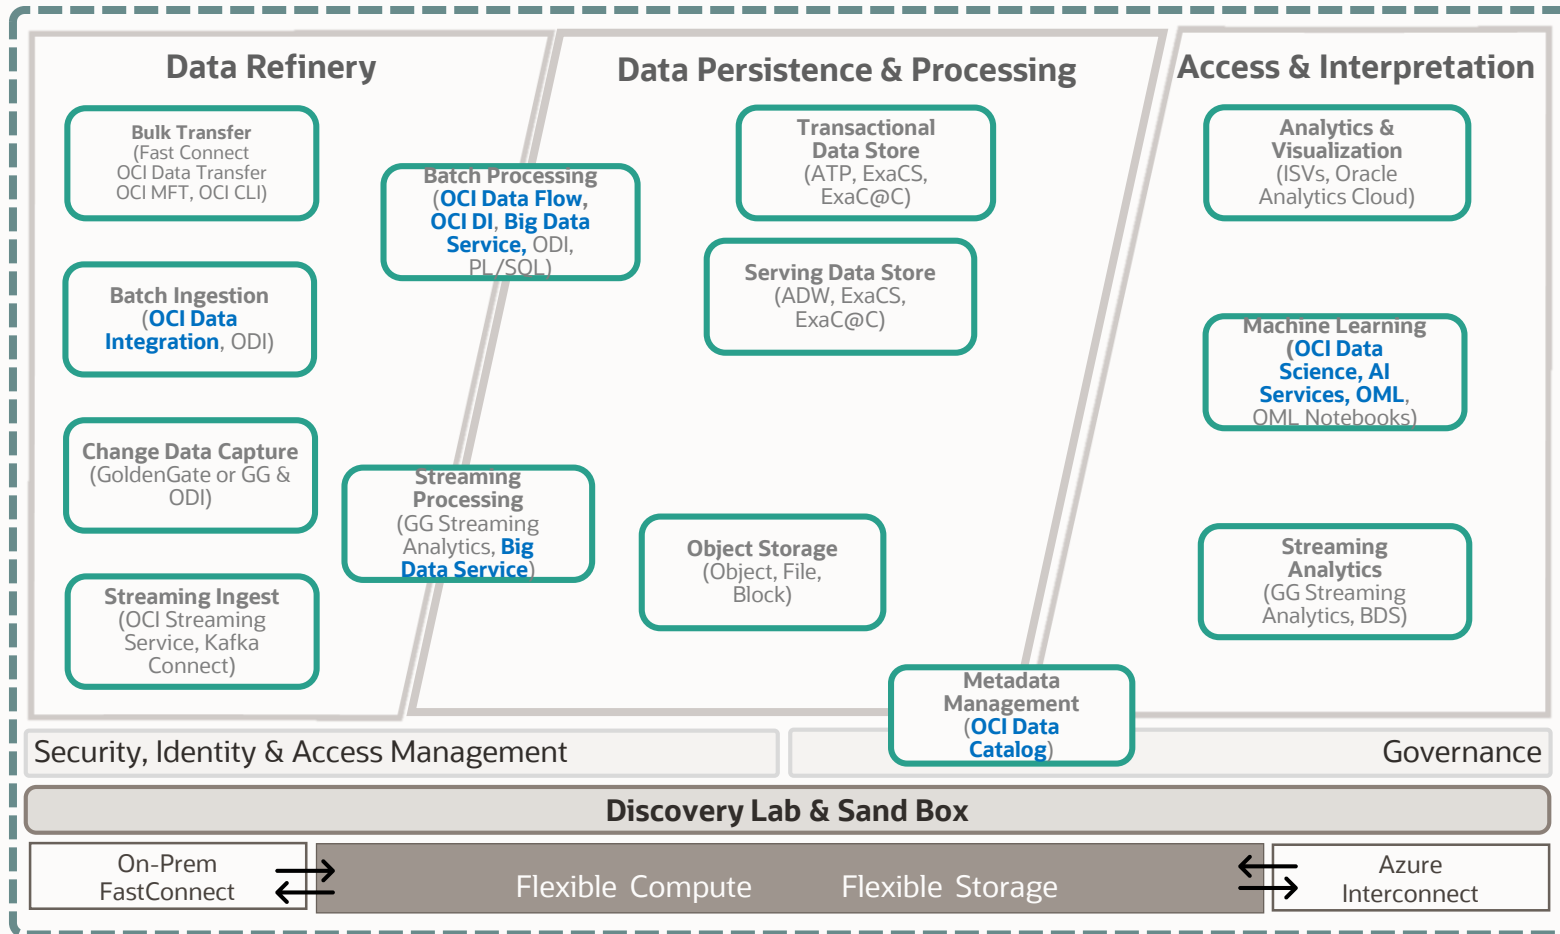 Data Refinery
Bulk Transfer
(Fast Connect
OCI Data Transfer
OCI MFT, OCI CLI)
Batch Ingestion
(OCI Data
Integration, ODI)
Change Data Capture
(GoldenGate or GG &
ODI)
Streaming Ingest
(OCI Streaming
Service, Kafka
Connect)
Batch Processing
(OCI Data Flow,
OCI DI, Big Data
Service, ODI,
PL/SQL)
Streaming
Processing
(GG Streaming
Analytics, Big
Data Service)
Data Persistence & Processing
Transactional
Data Store
(ATP, ExaCS,
ExaC@C)
Serving Data Store
(ADW, ExaCS,
ExaC@C)
Object Storage
(Object, File,
Block)
Metadata
Management
(OCI Data
Catalog)
Access & Interpretation
Analytics &
Visualization
(ISVs, Oracle
Analytics Cloud)
Machine Learning
(OCI Data
Science, AI
Services, OML,
OML Notebooks)
Streaming
Analytics
(GG Streaming
Analytics, BDS)
Security, Identity & Access Management
Governance
Discovery Lab & Sand Box
On-Prem
FastConnect
Flexible Compute
Flexible Storage
Azure
Interconnect